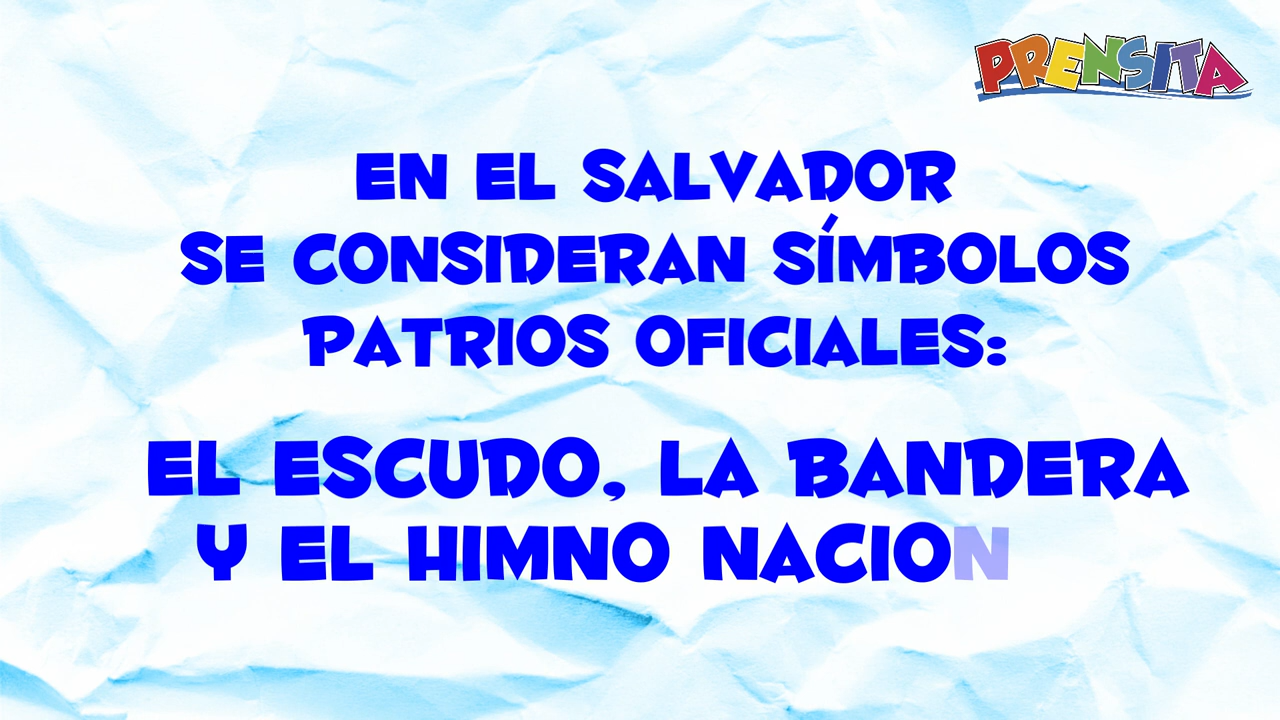 PRENSITA
EN EL SALVADOR
SE CONSIDERAN SÍMBOLOS
PATRIOS OFICIALES:
EL ESCUDO, LA BANDERA
Y EL HIMNO NACION